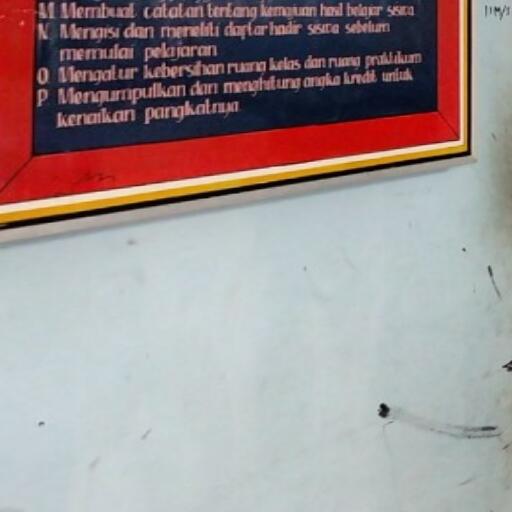 M Membuat catatan tentang kemajuan hasil belajar siswa
N Mengisi dan meneliti daftar hadir siswa sebelum
memulai pelajaran
O Mengatur kebersihan ruang kelas dan ruang praktikum
P Mengumpulkan dan menghitung angka kredit untuk
kenaikan pangkatnya